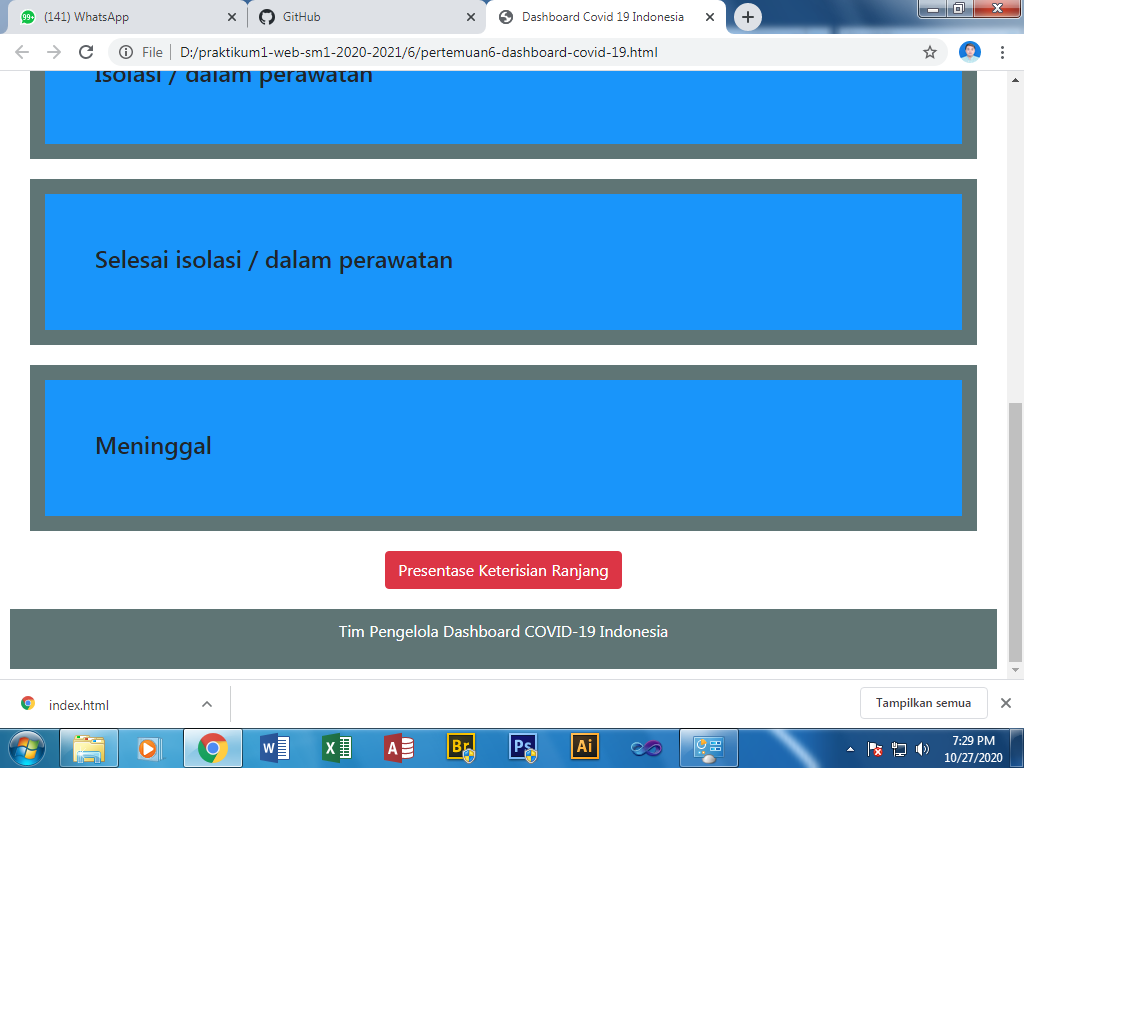 (141) WhatsApp
GitHub
Dashboard Covid 19 Indonesia
File
D:/praktikum1-web-sm1-2020-2021/6/pertemuan6-dashboard-covid-19.html
Isolasi / dalam perawatan
Selesai isolasi / dalam perawatan
Meninggal
Presentase Keterisian Ranjang
Tim Pengelola Dashboard COVID-19 Indonesia
index.html
Tampilkan semua
99+
W
X
A
Br
Ps
Ai
7:29 PM
10/27/2020